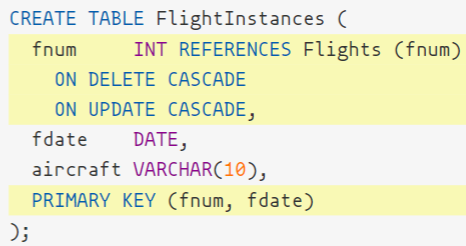 CREATE TABLE FlightInstances (
fnum INT REFERENCES Flights (fnum)
ON DELETE CASCADE
ON UPDATE CASCADE,
fdate DATE,
aircraft VARCHAR(10),
PRIMARY KEY (fnum, fdate)
);